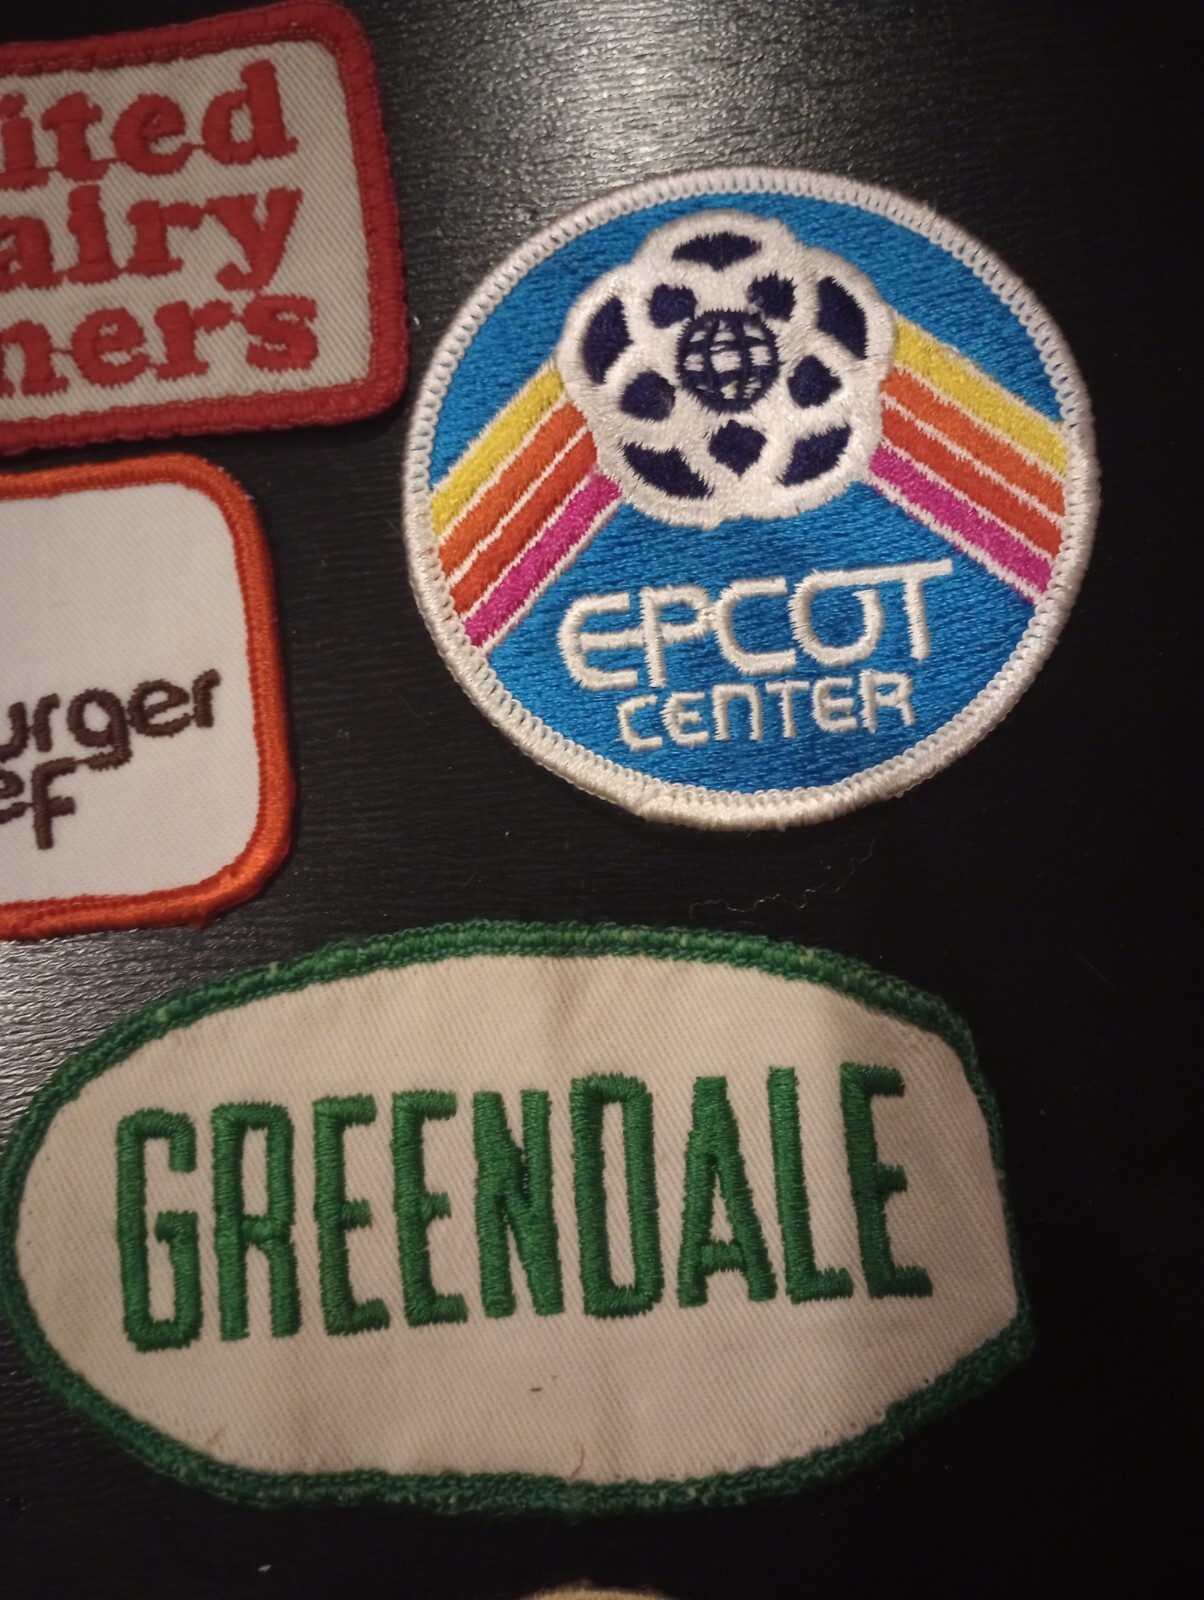 ited
airy
ners
urger
ef
EPCOT
CENTER
GREENDALE